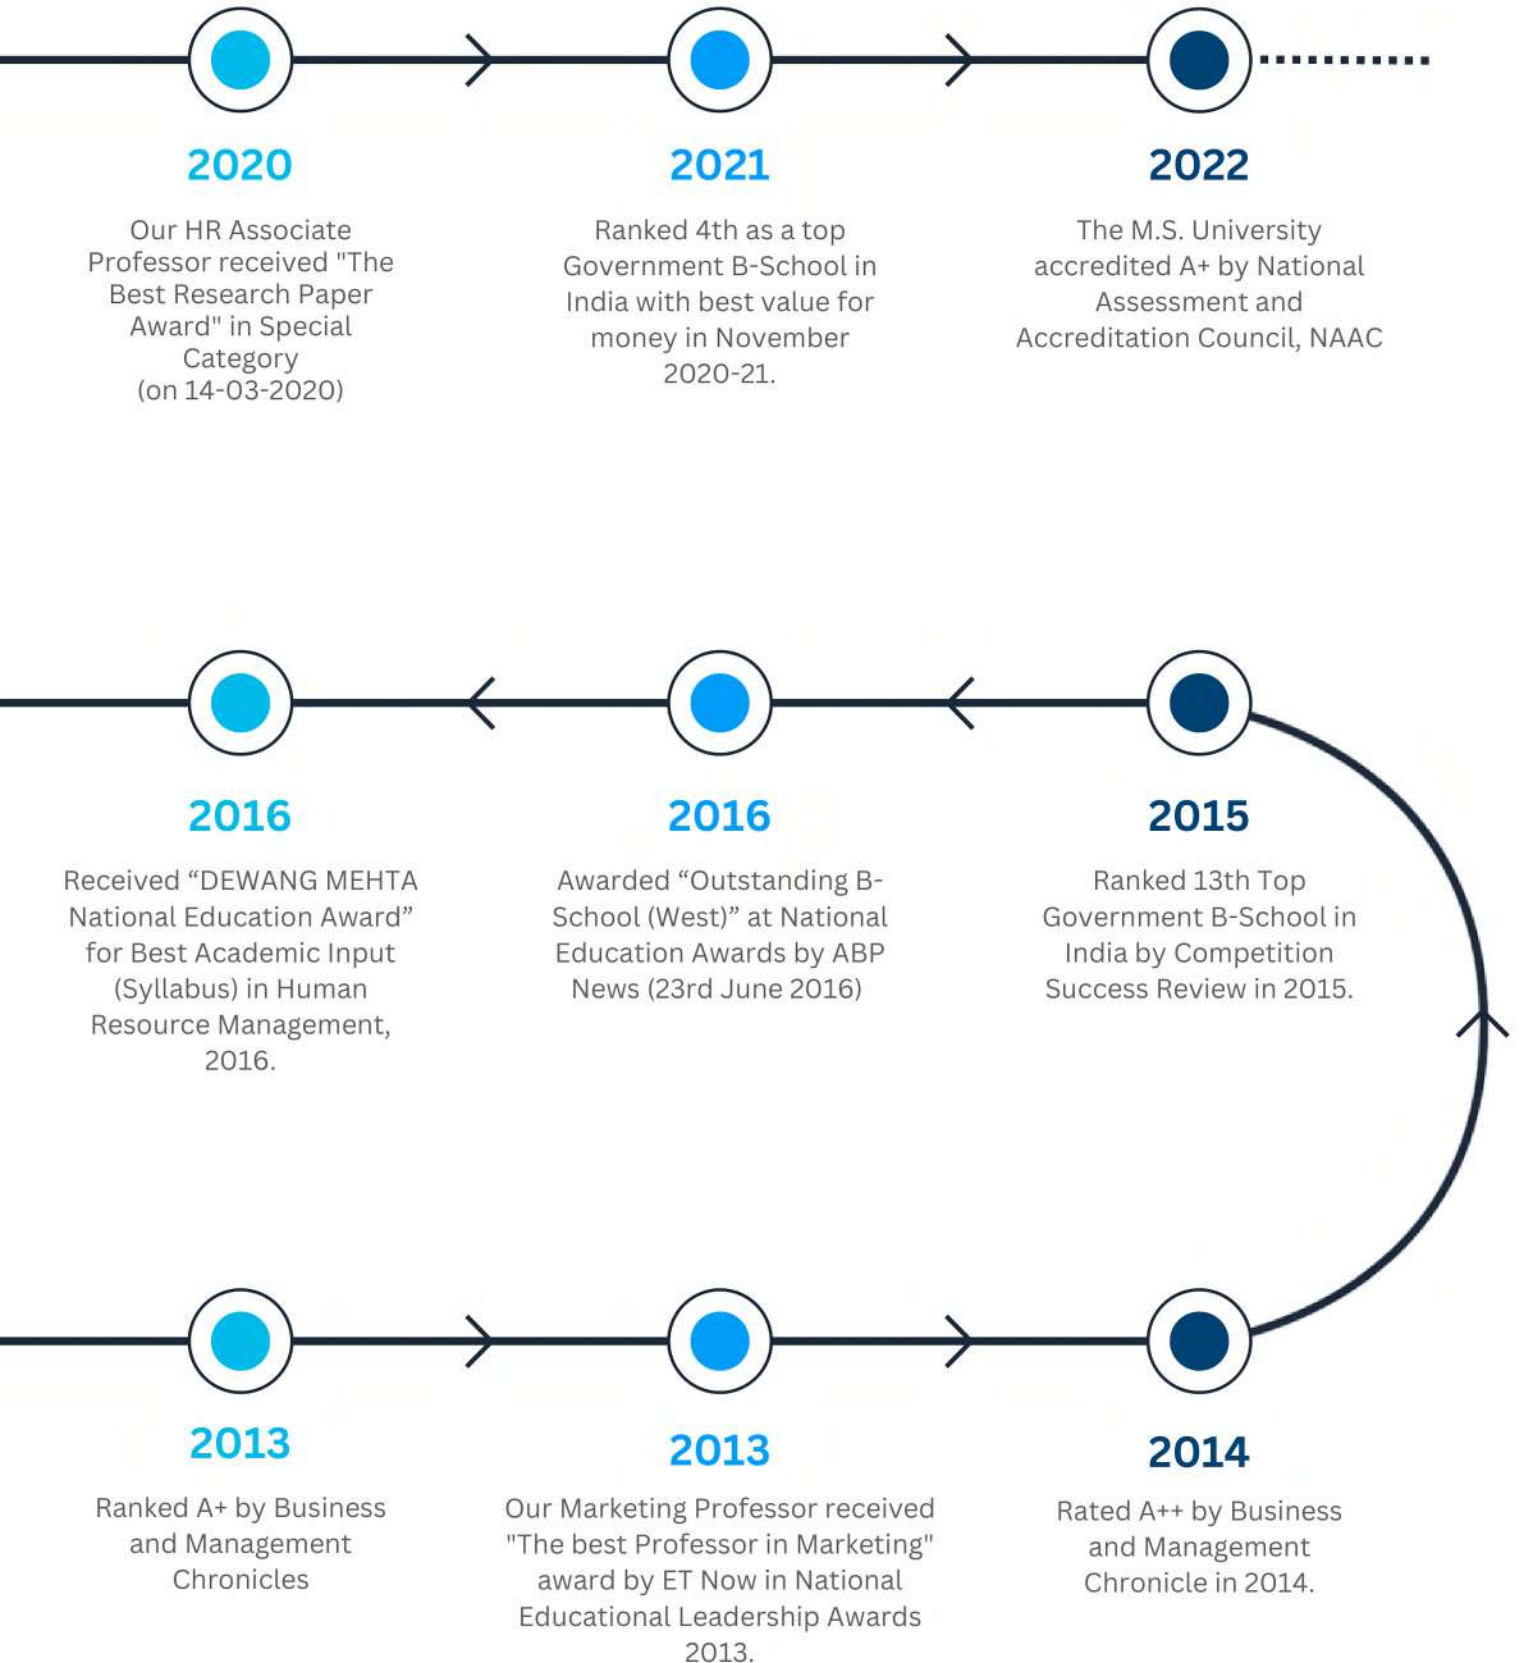 2020
Our HR Associate
Professor received "The
Best Research Paper
Award" in Special
Category
(on 14-03-2020)
2021
Ranked 4th as a top
Government B-School in
India with best value for
money in November
2020-21.
2022
The M.S. University
accredited A+ by National
Assessment and
Accreditation Council, NAAC
2016
Received “DEWANG MEHTA
National Education Award”
for Best Academic Input
(Syllabus) in Human
Resource Management,
2016.
2016
Awarded “Outstanding B-
School (West)” at National
Education Awards by ABP
News (23rd June 2016)
2015
Ranked 13th Top
Government B-School in
India by Competition
Success Review in 2015.
2013
Ranked A+ by Business
and Management
Chronicles
2013
Our Marketing Professor received
"The best Professor in Marketing"
award by ET Now in National
Educational Leadership Awards
2013.
2014
Rated A++ by Business
and Management
Chronicle in 2014.